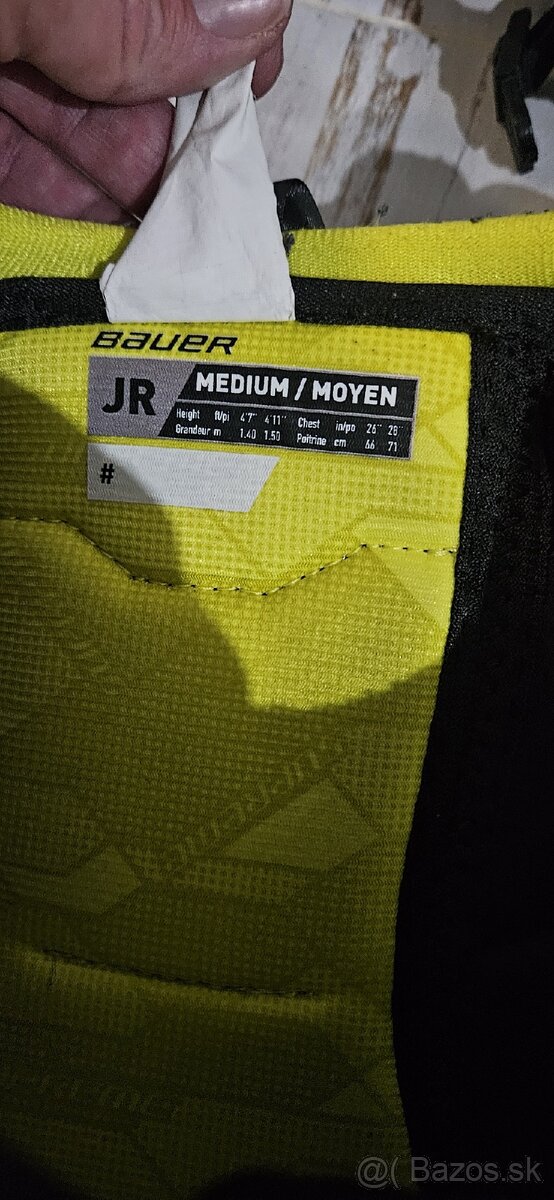 BAUER
JR
MEDIUM / MOYEN
Height ft/pi 4'7" 4'11" Chest in/po 26" 28"
Grandeur m 1.40 1.50 Poitrine cm 66 71
#
@( Bazos.sk